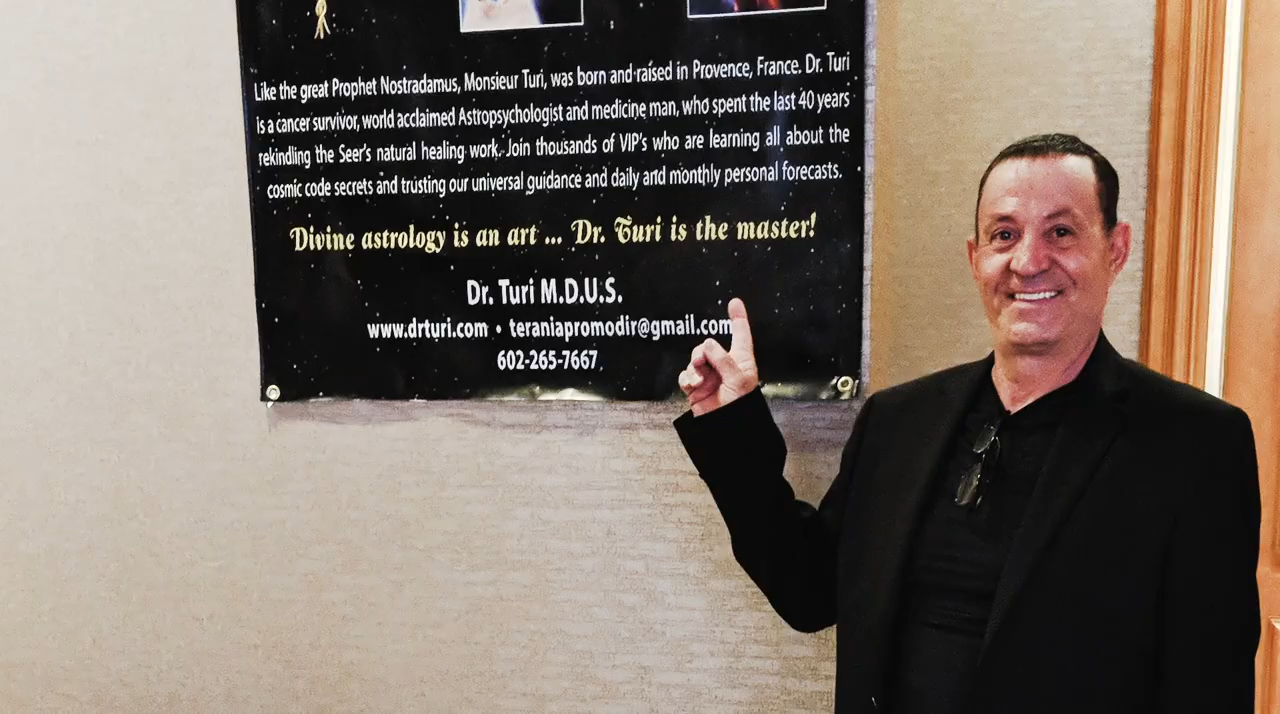 Like the great Prophet Nostradamus, Monsieur Turi, was born and raised in Provence, France. Dr. Turi
is a cancer survivor, world acclaimed Astropsychologist and medicine man, who spent the last 40 years
rekindling the Seer's natural healing work. Join thousands of VIP's who are learning all about the
cosmic code secrets and trusting our universal guidance and daily and monthly personal forecasts.
Divine astrology is an art ... Dr. Turi is the master!
Dr. Turi M.D.U.S.
www.drturi.com • teraniapromodir@gmail.com
602-265-7667